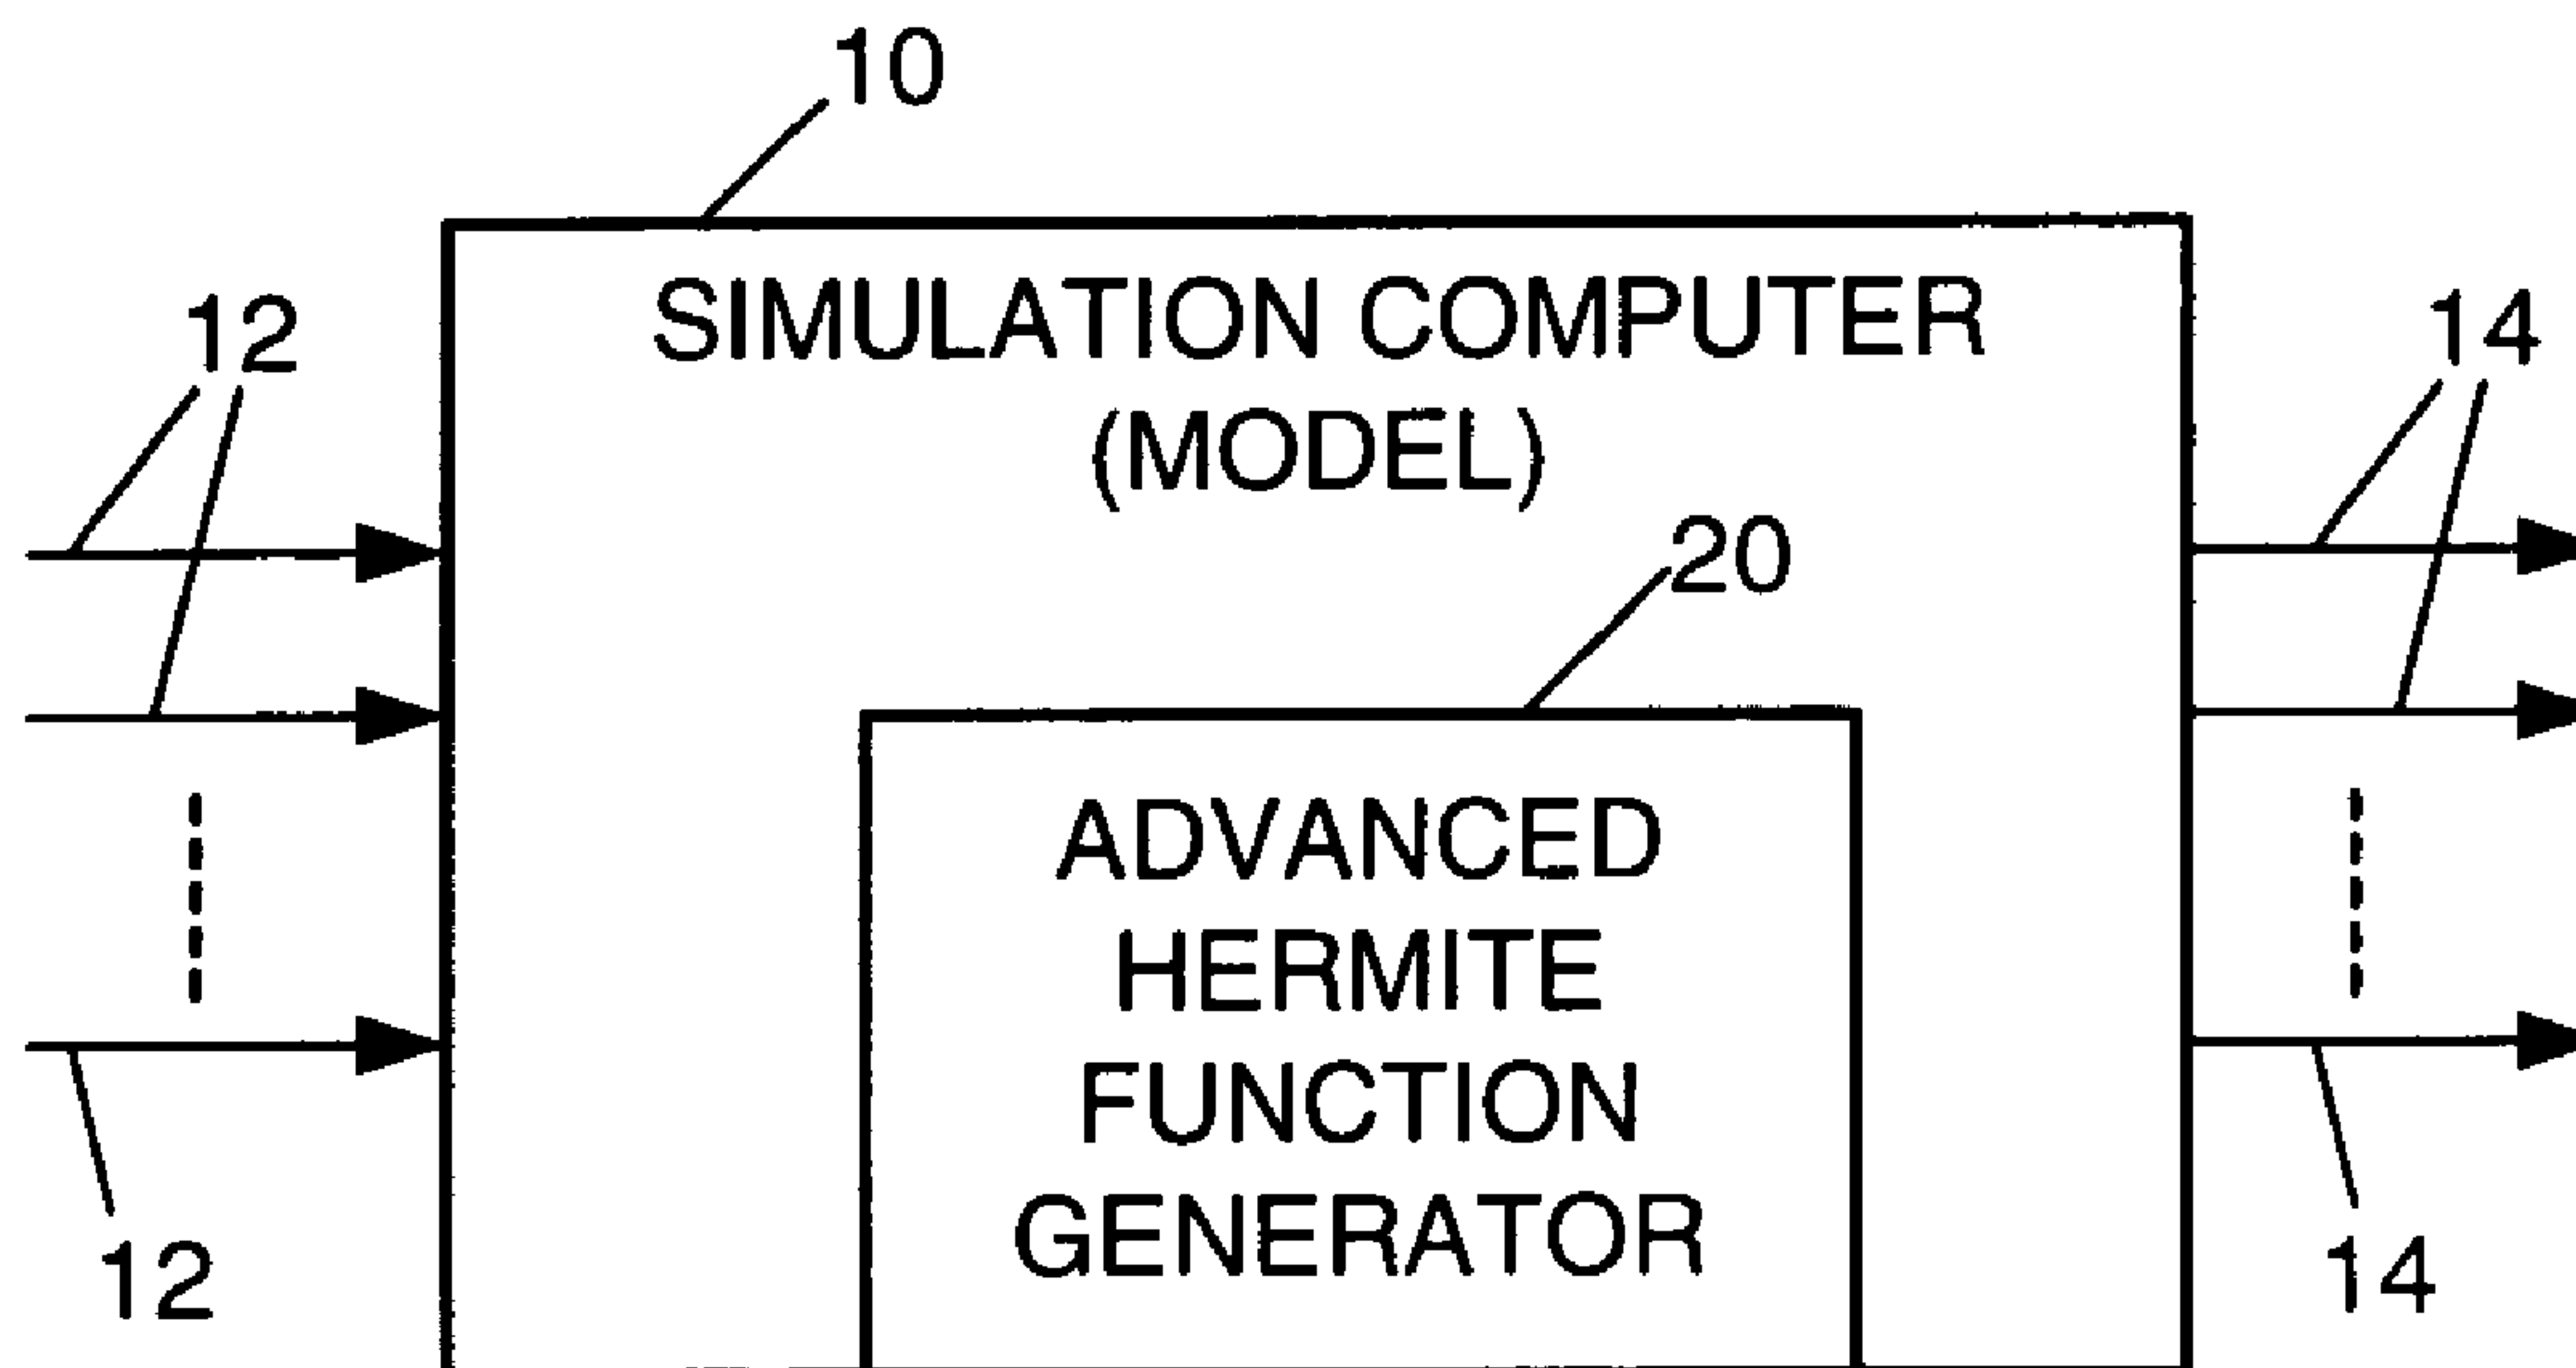 10
12
SIMULATION COMPUTER
14
(MODEL)
20
ADVANCED
HERMITE
FUNCTION
GENERATOR
12
14